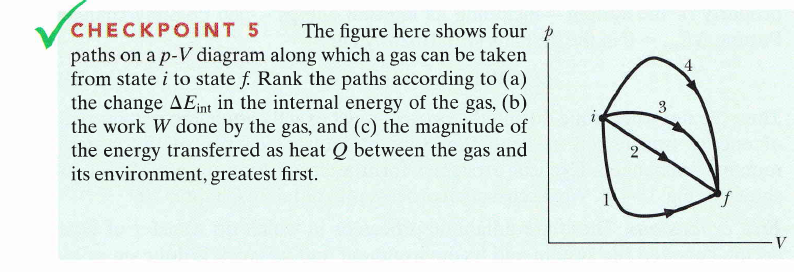 CHECKPOINT 5 The figure here shows four
paths on a p-V diagram along which a gas can be taken
from state i to state f. Rank the paths according to (a)
the change ΔEint in the internal energy of the gas, (b)
the work W done by the gas, and (c) the magnitude of
the energy transferred as heat Q between the gas and
its environment, greatest first.
p
4
3
i
2
1
f
V